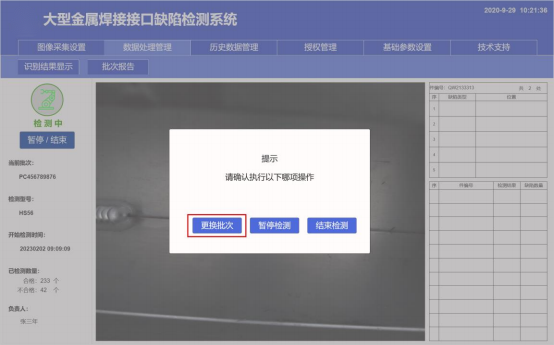 2020-9-29 10:21:36
大型金属焊接接口缺陷检测系统
图像采集设置 数据处理管理 历史数据管理 授权管理 基础参数设置 技术支持
识别结果显示 批次报告
检测中
暂停 / 结束
当前批次:
PC456789876
检测型号:
HS56
开始检测时间:
20230202 09:09:09
已检测数量:
合格: 233 个
不合格: 42 个
负责人:
张三年
提示
请确认执行以下哪项操作
更换批次 暂停检测 结束检测
件编号: GW92133313 共 2 页
序 缺陷类型 位置
1
2
3
4
5
序 件编号 检测结果 缺陷数量